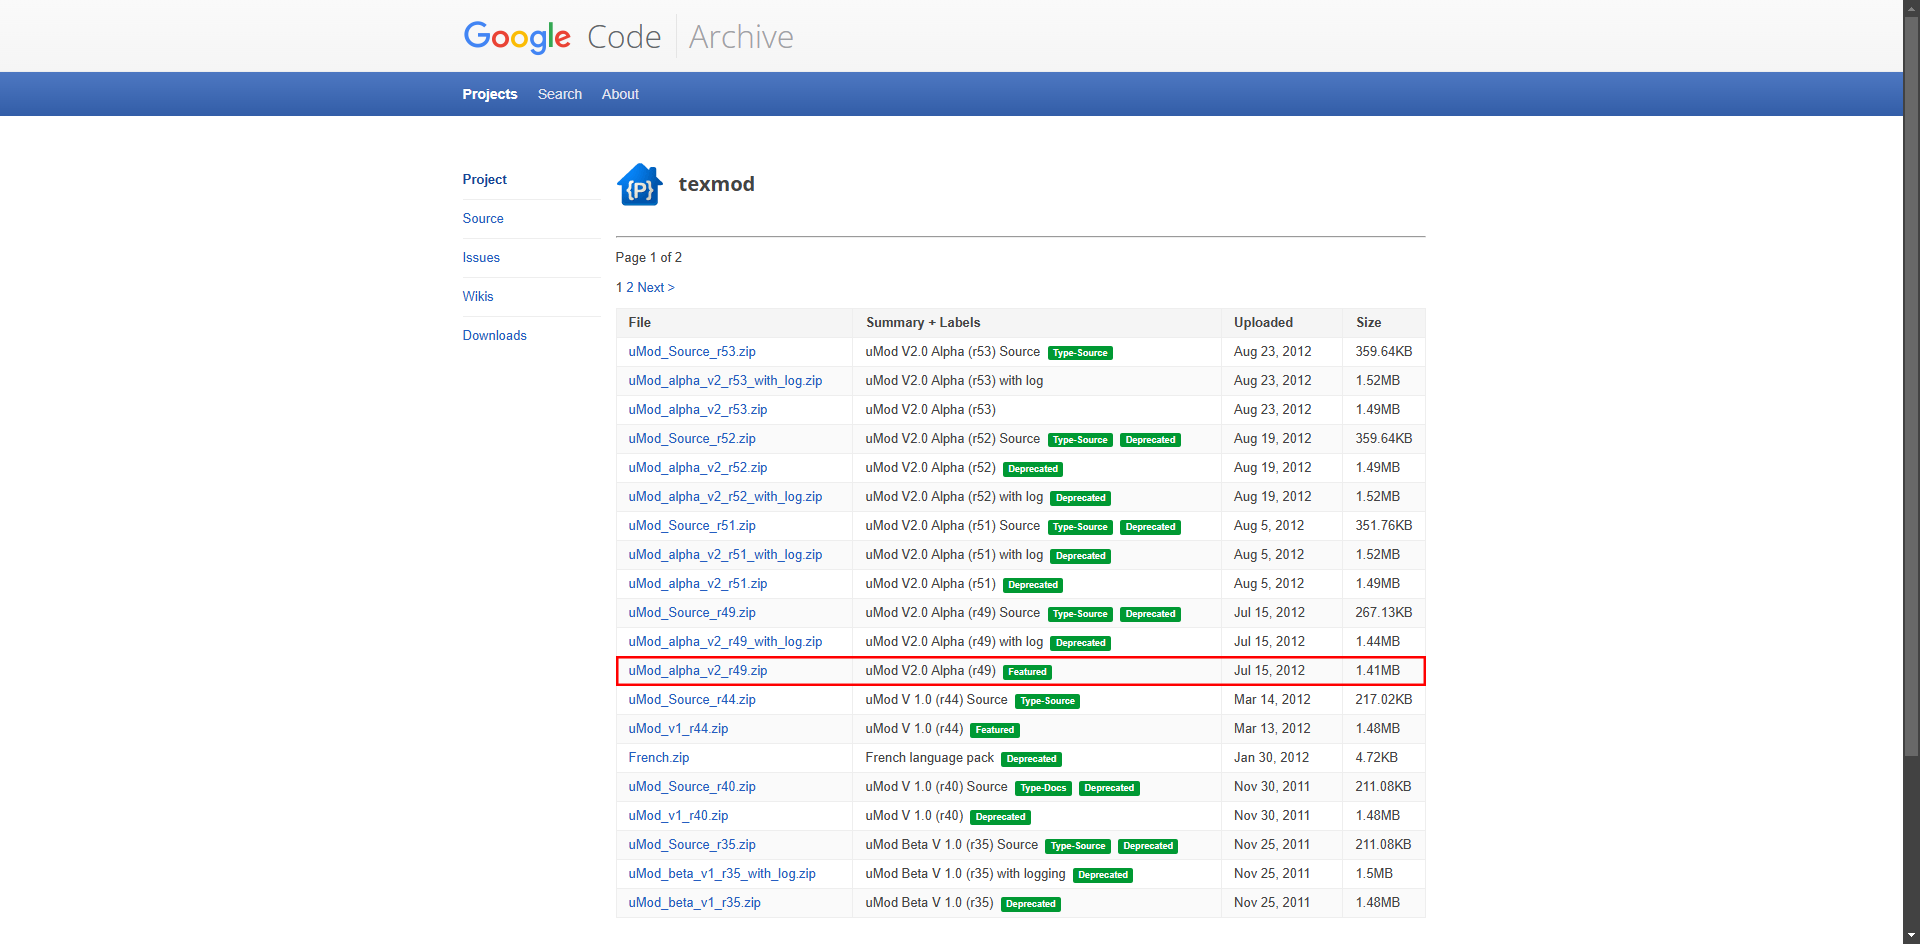 Google Code Archive
Projects Search About
Project
Source
Issues
Wikis
Downloads
{P} texmod
Page 1 of 2
1 2 Next >
File Summary + Labels Uploaded Size
uMod_Source_r53.zip uMod V2.0 Alpha (r53) Source Type-Source Aug 23, 2012 359.64KB
uMod_alpha_v2_r53_with_log.zip uMod V2.0 Alpha (r53) with log Aug 23, 2012 1.52MB
uMod_alpha_v2_r53.zip uMod V2.0 Alpha (r53) Aug 23, 2012 1.49MB
uMod_Source_r52.zip uMod V2.0 Alpha (r52) Source Type-Source Deprecated Aug 19, 2012 359.64KB
uMod_alpha_v2_r52.zip uMod V2.0 Alpha (r52) Deprecated Aug 19, 2012 1.49MB
uMod_alpha_v2_r52_with_log.zip uMod V2.0 Alpha (r52) with log Deprecated Aug 19, 2012 1.52MB
uMod_Source_r51.zip uMod V2.0 Alpha (r51) Source Type-Source Deprecated Aug 5, 2012 351.76KB
uMod_alpha_v2_r51_with_log.zip uMod V2.0 Alpha (r51) with log Deprecated Aug 5, 2012 1.52MB
uMod_alpha_v2_r51.zip uMod V2.0 Alpha (r51) Deprecated Aug 5, 2012 1.49MB
uMod_Source_r49.zip uMod V2.0 Alpha (r49) Source Type-Source Deprecated Jul 15, 2012 267.13KB
uMod_alpha_v2_r49_with_log.zip uMod V2.0 Alpha (r49) with log Deprecated Jul 15, 2012 1.44MB
uMod_alpha_v2_r49.zip uMod V2.0 Alpha (r49) Featured Jul 15, 2012 1.41MB
uMod_Source_r44.zip uMod V 1.0 (r44) Source Type-Source Mar 14, 2012 217.02KB
uMod_v1_r44.zip uMod V 1.0 (r44) Featured Mar 13, 2012 1.48MB
French.zip French language pack Deprecated Jan 30, 2012 4.72KB
uMod_Source_r40.zip uMod V 1.0 (r40) Source Type-Docs Deprecated Nov 30, 2011 211.08KB
uMod_v1_r40.zip uMod V 1.0 (r40) Deprecated Nov 30, 2011 1.48MB
uMod_Source_r35.zip uMod Beta V 1.0 (r35) Source Type-Source Deprecated Nov 25, 2011 211.08KB
uMod_beta_v1_r35_with_log.zip uMod Beta V 1.0 (r35) with logging Deprecated Nov 25, 2011 1.5MB
uMod_beta_v1_r35.zip uMod Beta V 1.0 (r35) Deprecated Nov 25, 2011 1.48MB